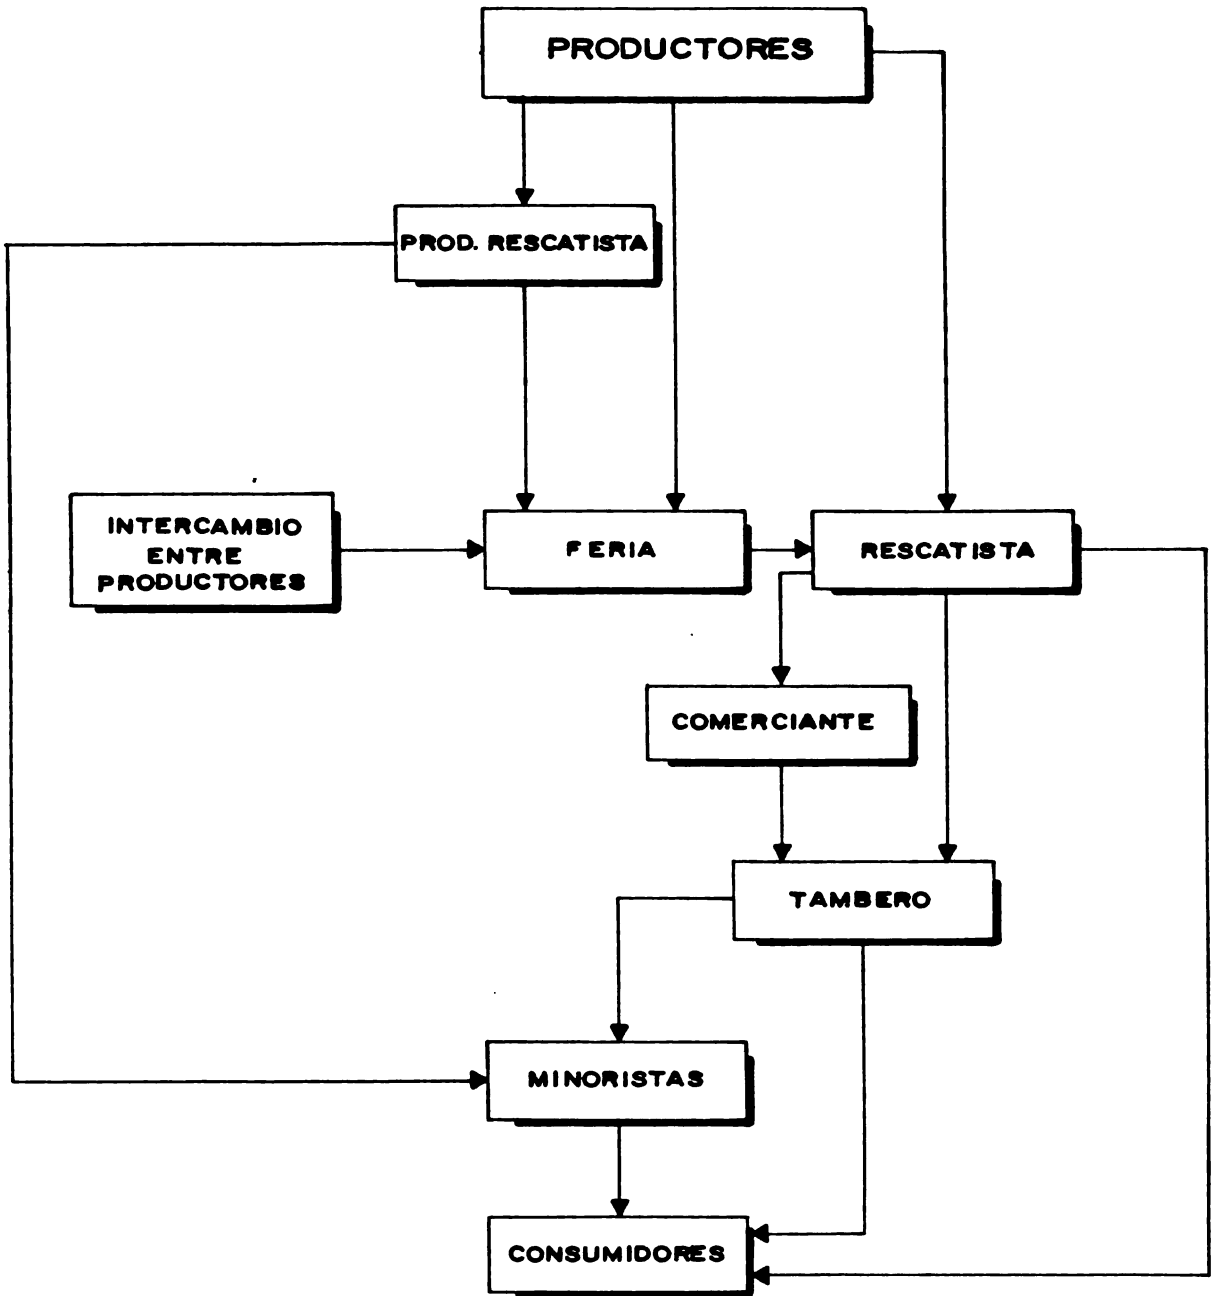 PRODUCTORES
PROD. RESCATISTA
INTERCAMBIO
ENTRE
PRODUCTORES
FERIA
RESCATISTA
COMERCIANTE
TAMBERO
MINORISTAS
CONSUMIDORES